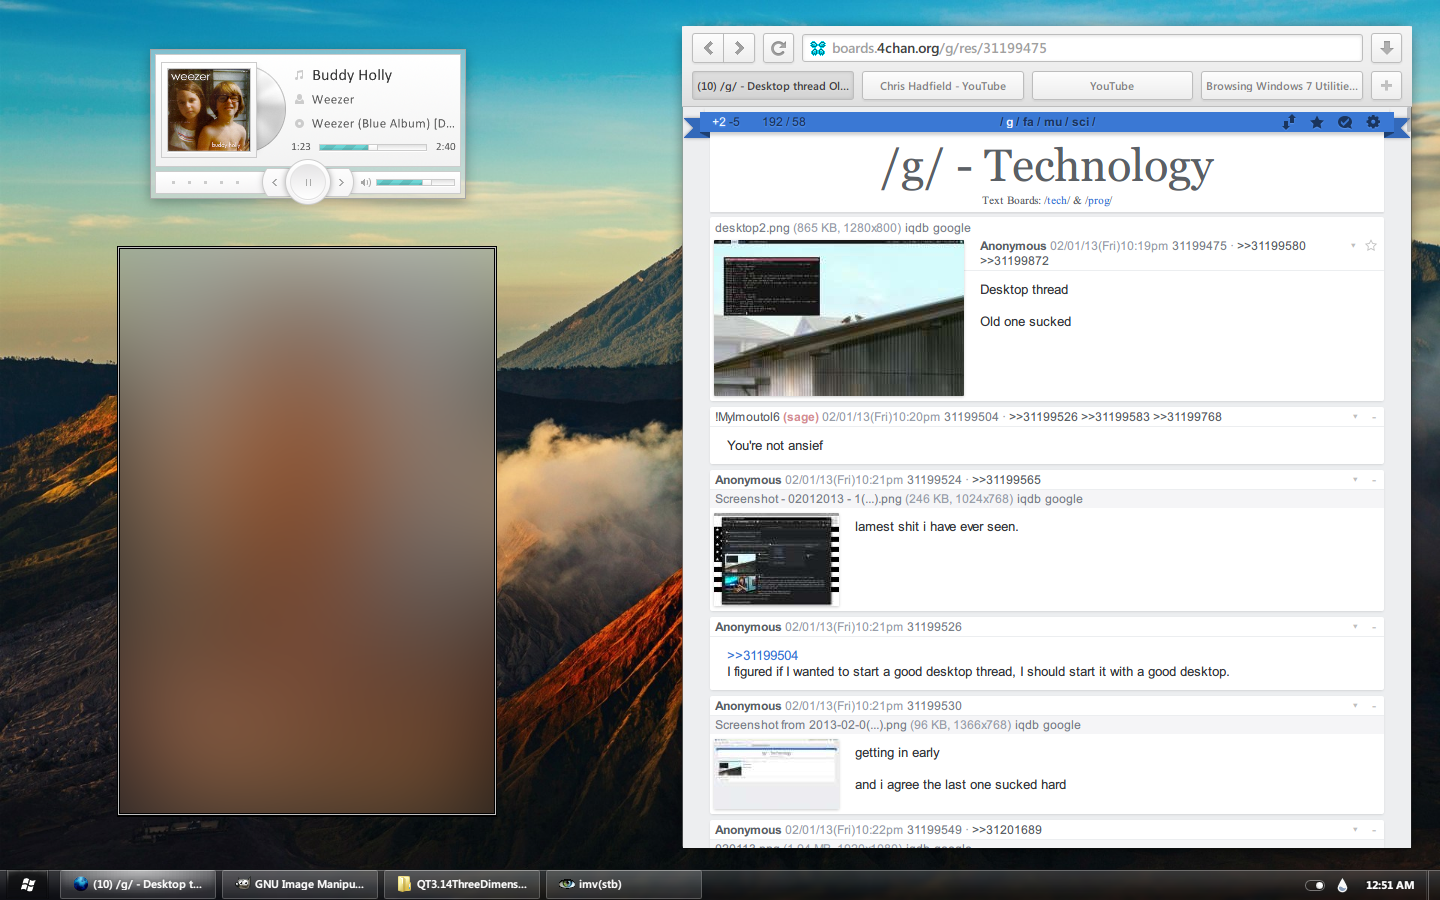 weezer
buddy holly
Buddy Holly
Weezer
Weezer (Blue Album) [D...
1:23
2:40
boards.4chan.org/g/res/31199475
(10) /g/ - Desktop thread Ol...
Chris Hadfield - YouTube
YouTube
Browsing Windows 7 Utilitie...
+2 -5 192 / 58 / g / fa / mu / sci /
/g/ - Technology
Text Boards: /tech/ & /prog/
desktop2.png (865 KB, 1280x800) iqdb google
Anonymous 02/01/13(Fri)10:19pm 31199475 · >>31199580
>>31199872
Desktop thread
Old one sucked
!MyImoutoI6 (sage) 02/01/13(Fri)10:20pm 31199504 · >>31199526 >>31199583 >>31199768
You're not ansief
Anonymous 02/01/13(Fri)10:21pm 31199524 · >>31199565
Screenshot - 02012013 - 1(...).png (246 KB, 1024x768) iqdb google
lamest shit i have ever seen.
Anonymous 02/01/13(Fri)10:21pm 31199526
>>31199504
I figured if I wanted to start a good desktop thread, I should start it with a good desktop.
Anonymous 02/01/13(Fri)10:21pm 31199530
Screenshot from 2013-02-0(...).png (96 KB, 1366x768) iqdb google
/g/ - Technology
getting in early
and i agree the last one sucked hard
Anonymous 02/01/13(Fri)10:22pm 31199549 · >>31201689
(10) /g/ - Desktop t...
GNU Image Manipu...
QT3.14ThreeDimens...
imv(stb)
12:51 AM